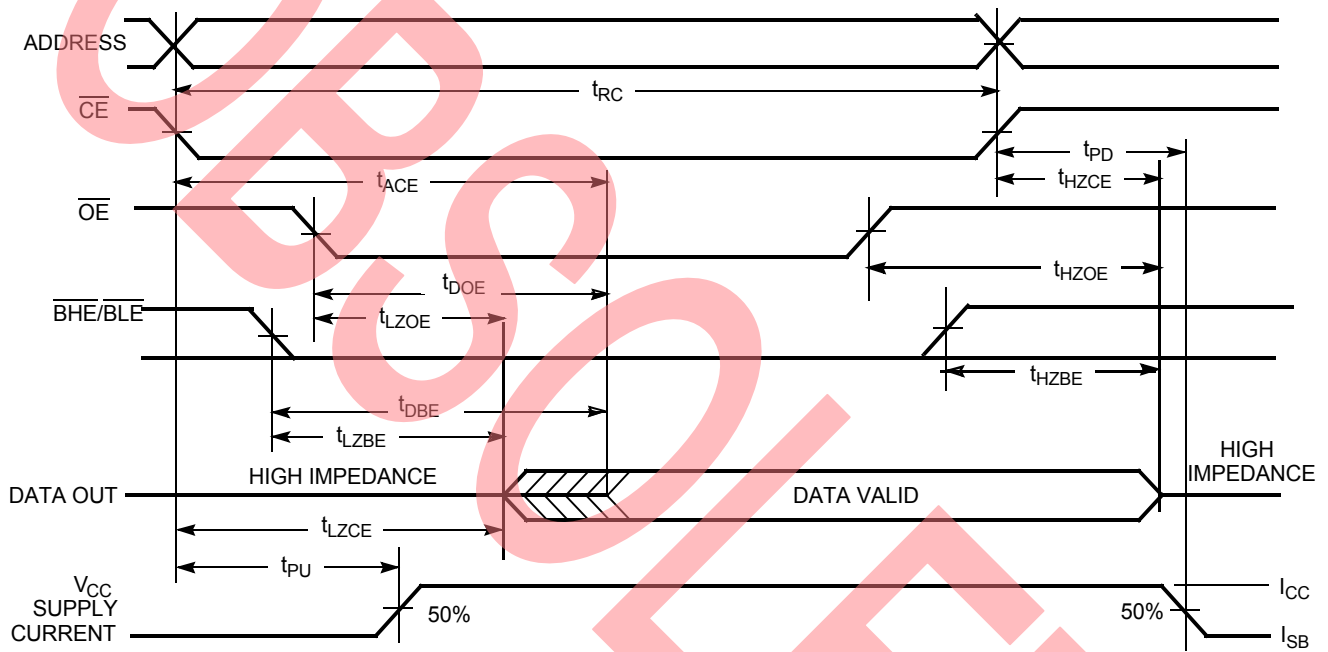 ADDRESS
tRC
CE
tPD
tACE
tHZCE
OE
tHZOE
tDOE
BHE/BLE
tLZOE
tHZBE
tDBE
tLZBE
HIGH IMPEDANCE
HIGH
IMPEDANCE
DATA OUT
DATA VALID
tLZCE
tPU
VCC
SUPPLY
CURRENT
50%
50%
ICC
ISB
OBSOLE